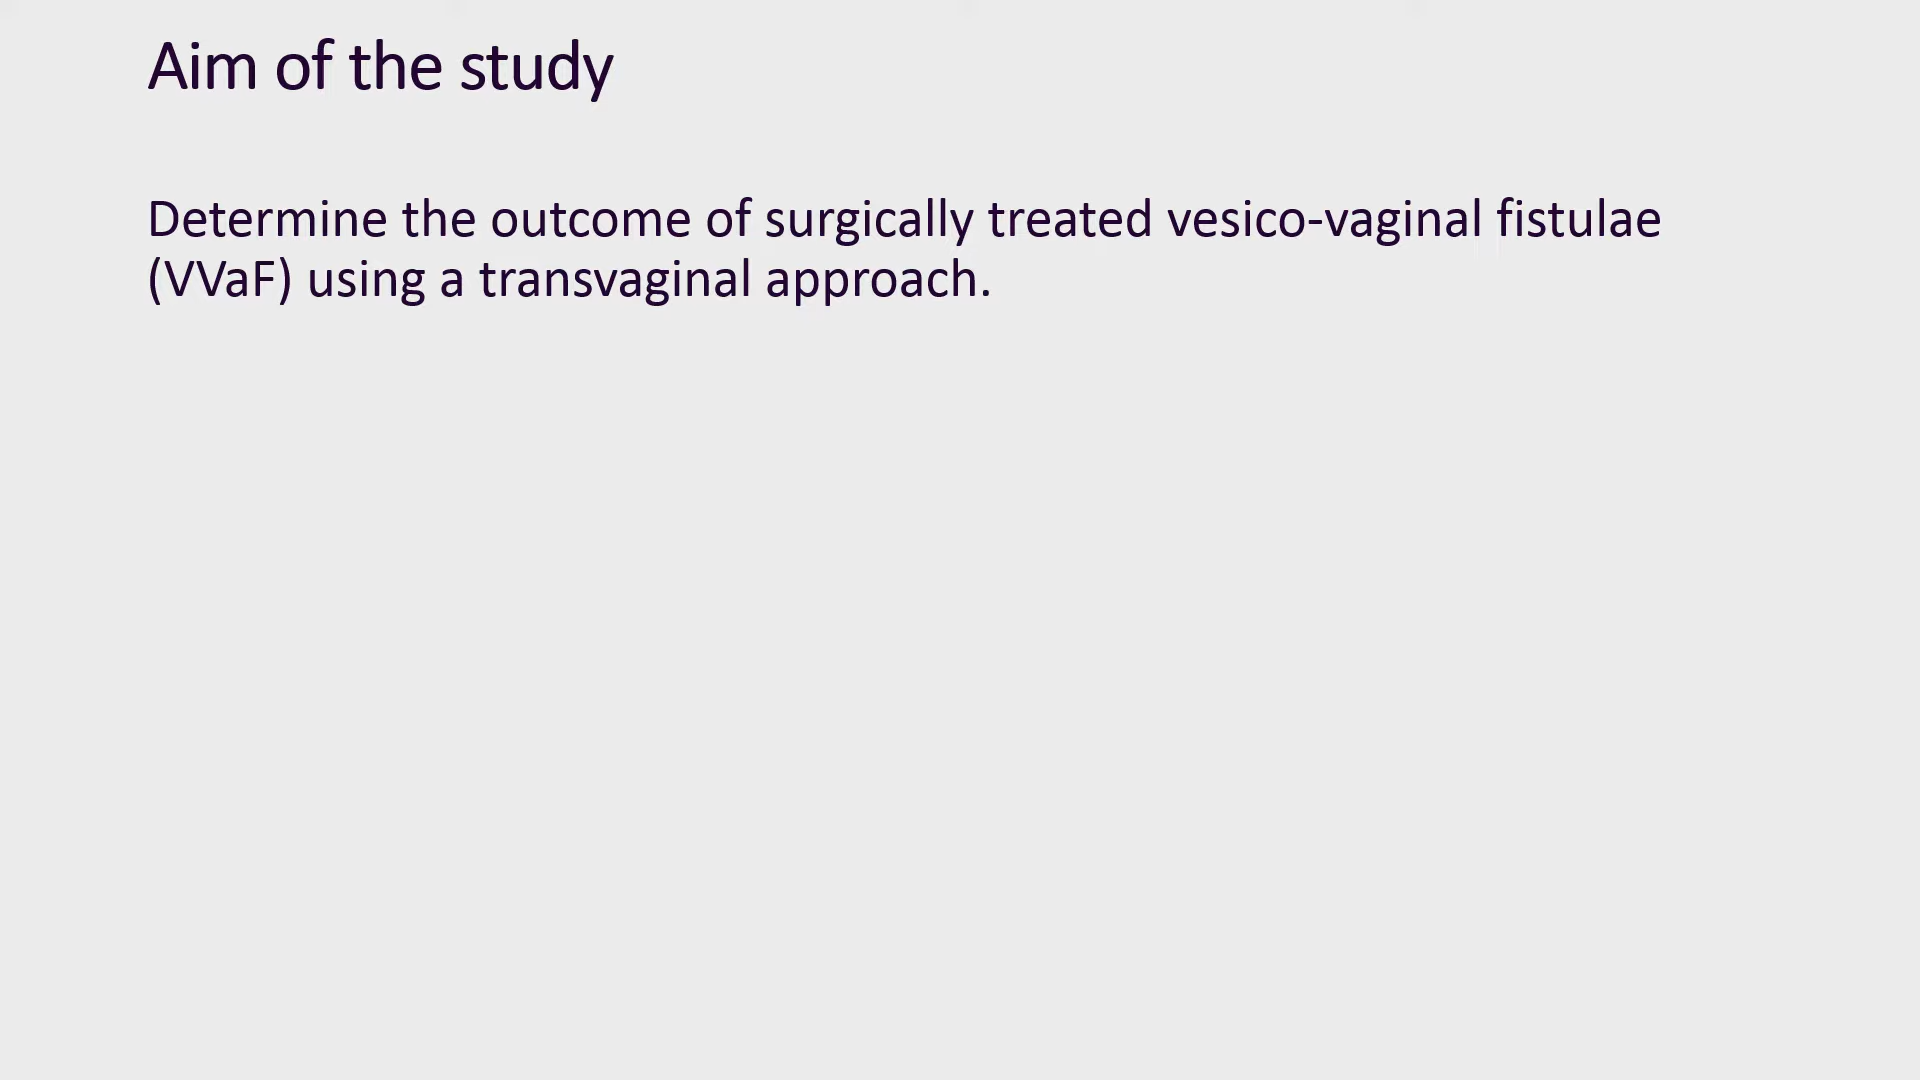 Aim of the study
Determine the outcome of surgically treated vesico-vaginal fistulae
(VVaF) using a transvaginal approach.